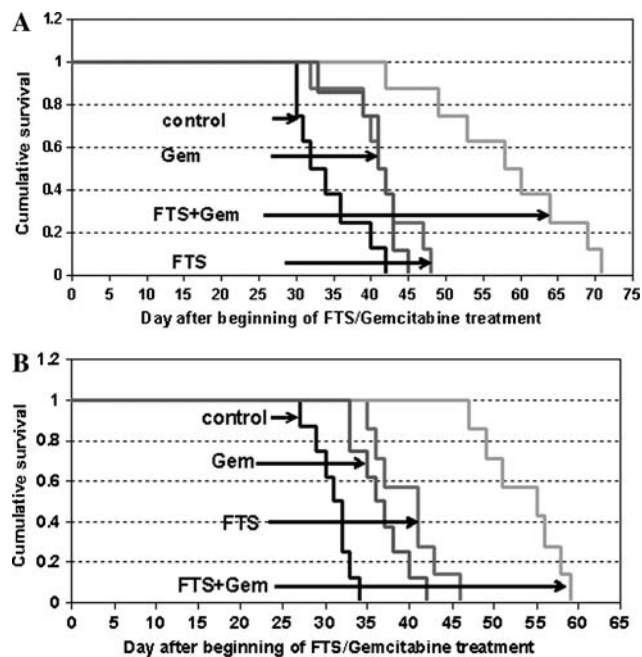 A
Cumulative survival
1.2
1
0.8
0.6
0.4
0.2
0
control
Gem
FTS+Gem
FTS
0 5 10 15 20 25 30 35 40 45 50 55 60 65 70 75
Day after beginning of FTS/Gemcitabine treatment
B
Cumulative survival
1.2
1
0.8
0.6
0.4
0.2
0
control
Gem
FTS
FTS+Gem
0 5 10 15 20 25 30 35 40 45 50 55 60 65
Day after beginning of FTS/Gemcitabine treatment